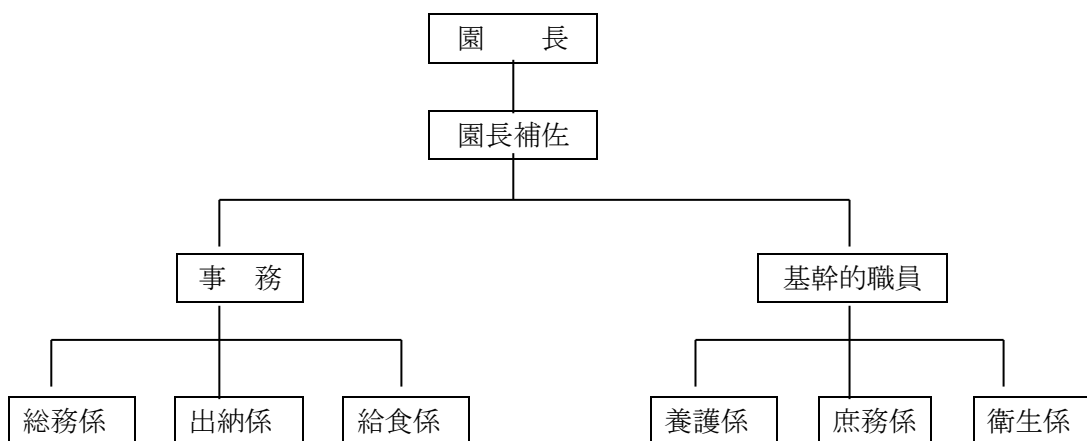 園　　長
園長補佐
事　務
基幹的職員
総務係
出納係
給食係
養護係
庶務係
衛生係